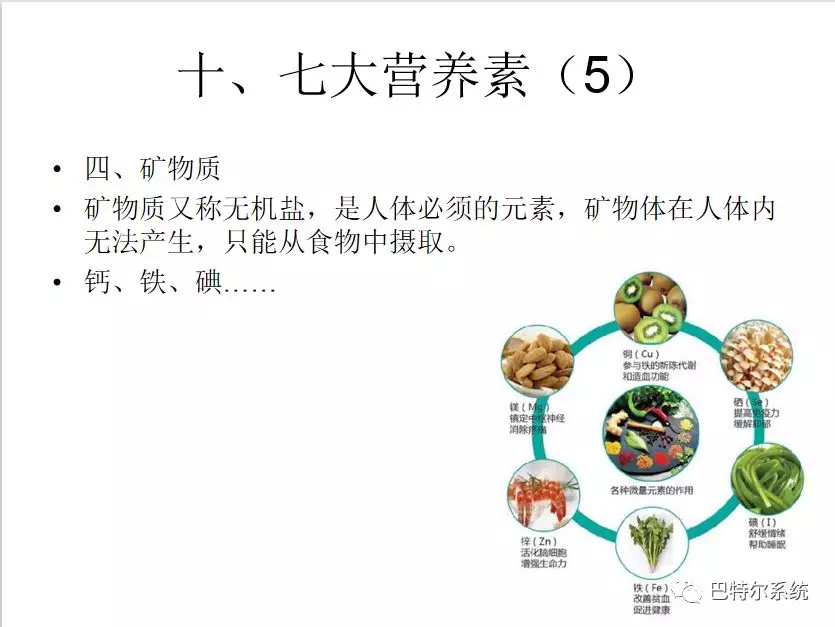 十、七大营养素（5）
• 四、矿物质
• 矿物质又称无机盐，是人体必须的元素，矿物体在人体内
无法产生，只能从食物中摄取。
• 钙、铁、碘……
铜（Cu）
参与铁的新陈代谢
和造血功能
镁（Mg）
镇定中枢神经
消除疼痛
硒（Se）
提高免疫力
缓解抑郁
各种微量元素的作用
锌（Zn）
活化脑细胞
增强生命力
碘（I）
舒缓情绪
帮助睡眠
铁（Fe）
改善贫血
促进健康
巴特尔系统